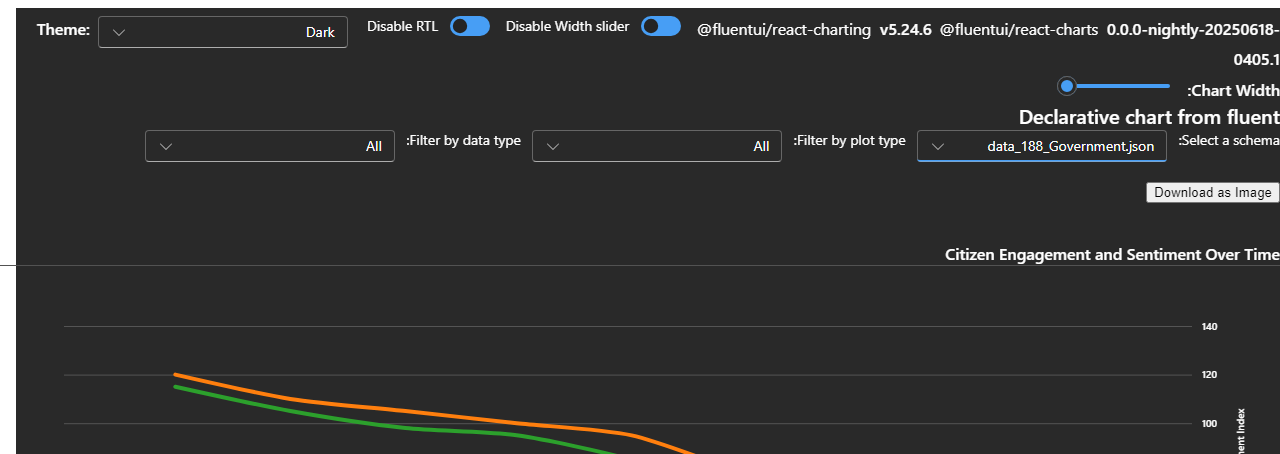 Theme: Dark Disable RTL Disable Width slider @fluentui/react-charting v5.24.6 @fluentui/react-charts 0.0.0-nightly-20250618-
0405.1
:Chart Width
Declarative chart from fluent
:Select a schema data_188_Government.json :Filter by plot type All :Filter by data type All
Download as Image
Citizen Engagement and Sentiment Over Time
140
120
100
Index